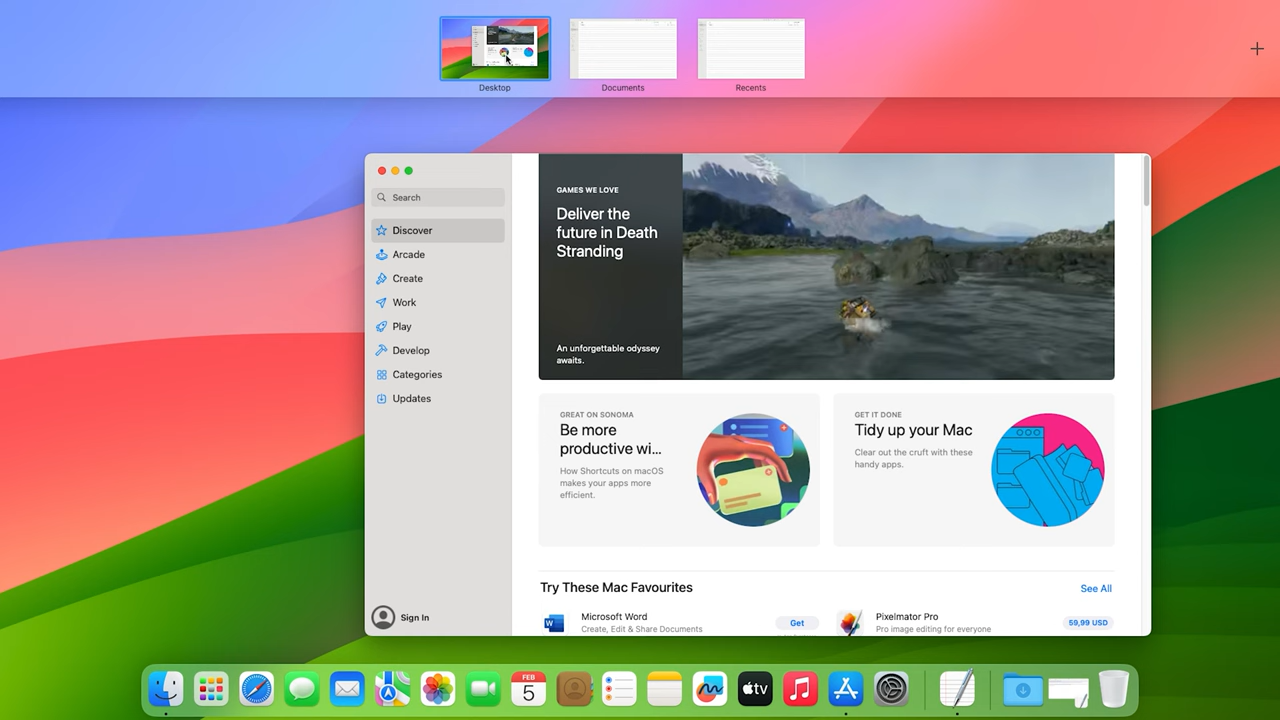 Desktop
Documents
Recents
Search
Discover
Arcade
Create
Work
Play
Develop
Categories
Updates
Sign In
GAMES WE LOVE
Deliver the
future in Death
Stranding
An unforgettable odyssey
awaits.
GREAT ON SONOMA
Be more
productive wi...
How Shortcuts on macOS
makes your apps more
efficient.
GET IT DONE
Tidy up your Mac
Clear out the cruft with these
handy apps.
Try These Mac Favourites
See All
Microsoft Word
Create, Edit & Share Documents
Get
Pixelmator Pro
Pro image editing for everyone
59,99 USD
FEB
5
tv